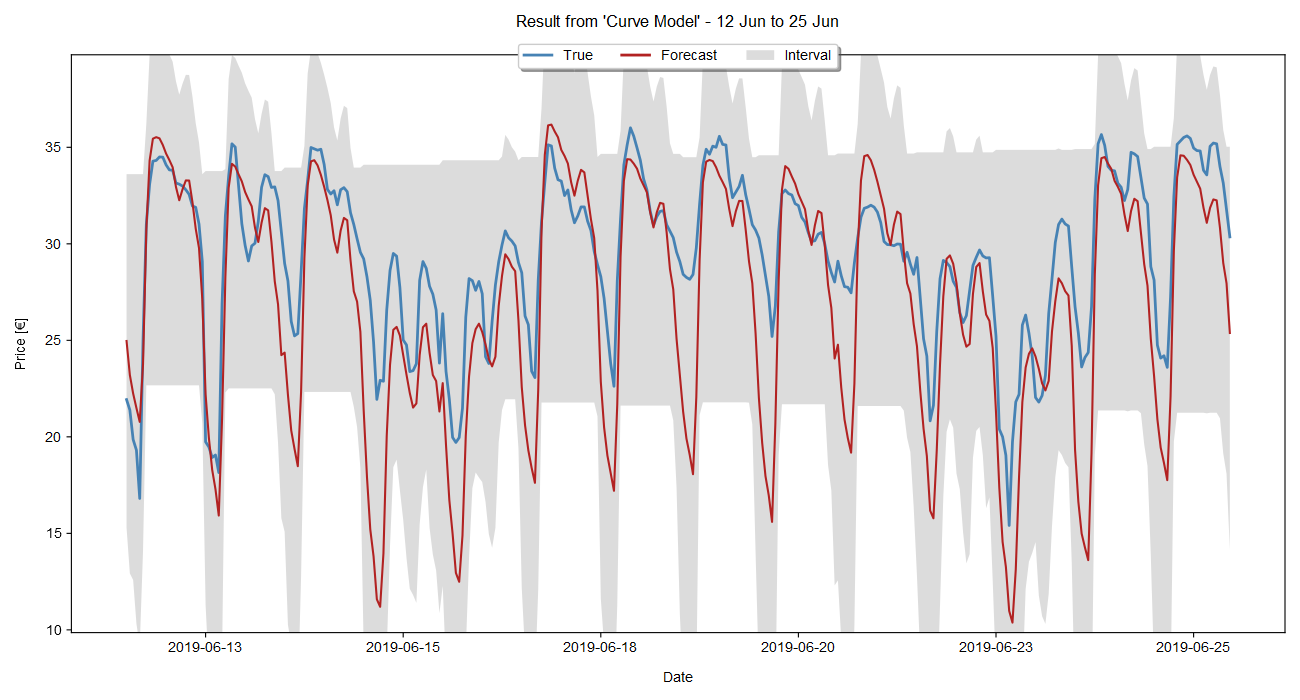 Result from 'Curve Model' - 12 Jun to 25 Jun
True Forecast Interval
35
30
25
20
15
10
Price [€]
2019-06-13 2019-06-15 2019-06-18 2019-06-20 2019-06-23 2019-06-25
Date